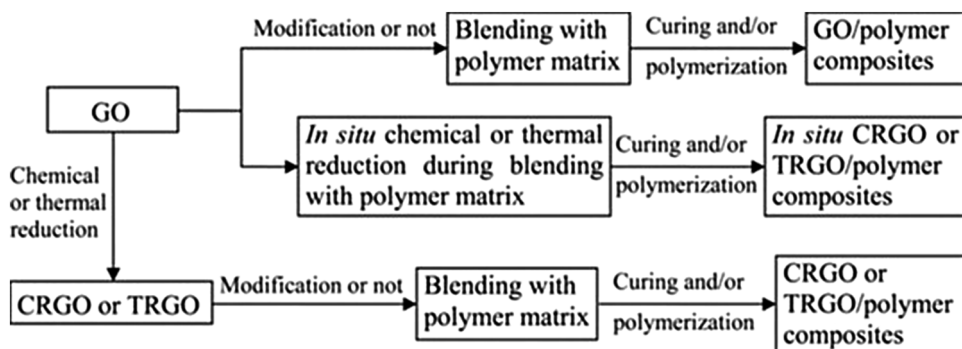 Modification or not
Blending with
polymer matrix
Curing and/or
polymerization
GO/polymer
composites
GO
In situ chemical or thermal
reduction during blending
with polymer matrix
Curing and/or
polymerization
In situ CRGO or
TRGO/polymer
composites
Chemical
or thermal
reduction
CRGO or TRGO
Modification or not
Blending with
polymer matrix
Curing and/or
polymerization
CRGO or
TRGO/polymer
composites